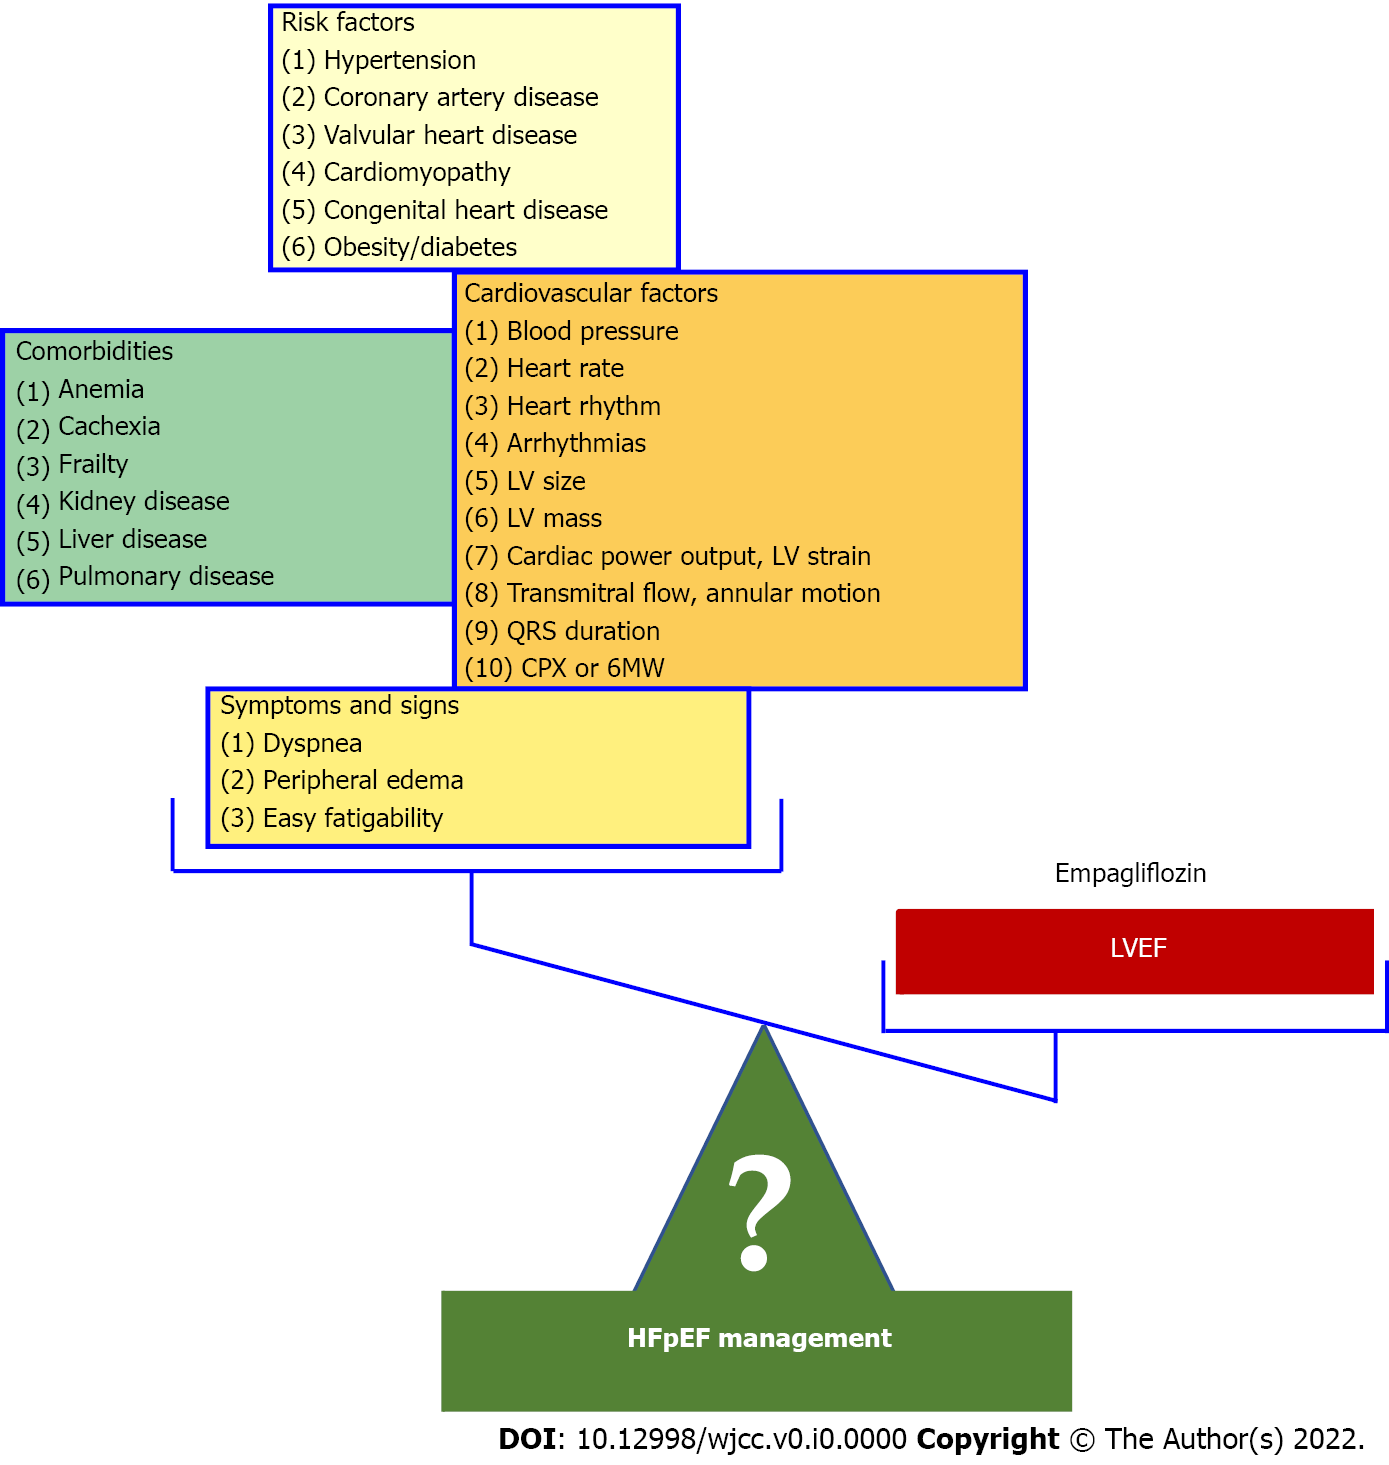 Risk factors
(1) Hypertension
(2) Coronary artery disease
(3) Valvular heart disease
(4) Cardiomyopathy
(5) Congenital heart disease
(6) Obesity/diabetes
Cardiovascular factors
(1) Blood pressure
(2) Heart rate
(3) Heart rhythm
(4) Arrhythmias
(5) LV size
(6) LV mass
(7) Cardiac power output, LV strain
(8) Transmitral flow, annular motion
(9) QRS duration
(10) CPX or 6MW
Comorbidities
(1) Anemia
(2) Cachexia
(3) Frailty
(4) Kidney disease
(5) Liver disease
(6) Pulmonary disease
Symptoms and signs
(1) Dyspnea
(2) Peripheral edema
(3) Easy fatigability
Empagliflozin
LVEF
?
HFpEF management
DOI: 10.12998/wjcc.v0.i0.0000 Copyright © The Author(s) 2022.